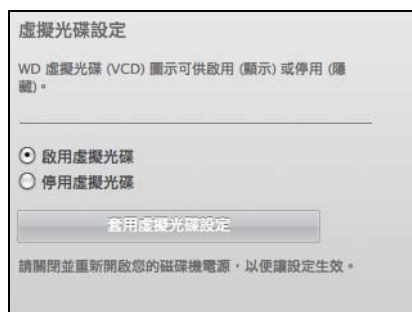 虛擬光碟設定
WD 虛擬光碟 (VCD) 圖示可供啟用 (顯示) 或停用 (隱
藏)。
啟用虛擬光碟
停用虛擬光碟
套用虛擬光碟設定
請關閉並重新開啟您的磁碟機電源，以便讓設定生效。